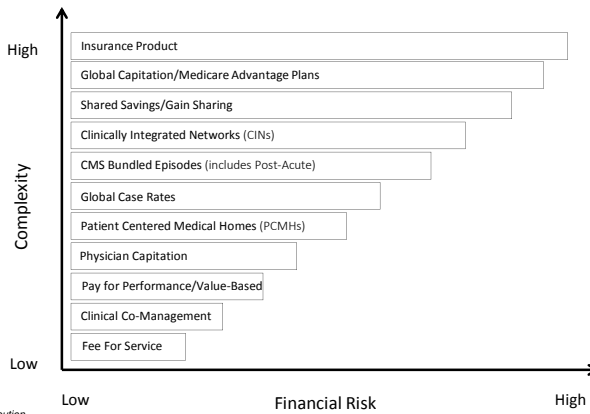 High
Insurance Product
Global Capitation/Medicare Advantage Plans
Shared Savings/Gain Sharing
Clinically Integrated Networks (CINs)
CMS Bundled Episodes (includes Post-Acute)
Global Case Rates
Patient Centered Medical Homes (PCMHs)
Physician Capitation
Pay for Performance/Value-Based
Clinical Co-Management
Fee For Service
Complexity
Low
Low
Financial Risk
High